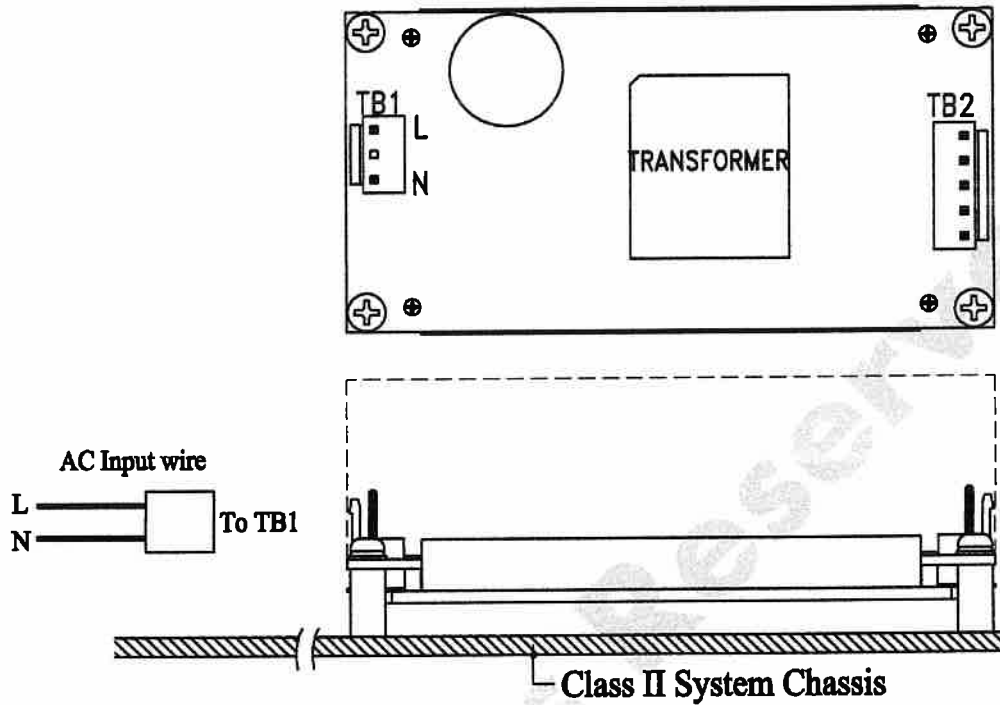 TB1
L
N
TRANSFORMER
TB2
AC Input wire
L
N
To TB1
Class II System Chassis